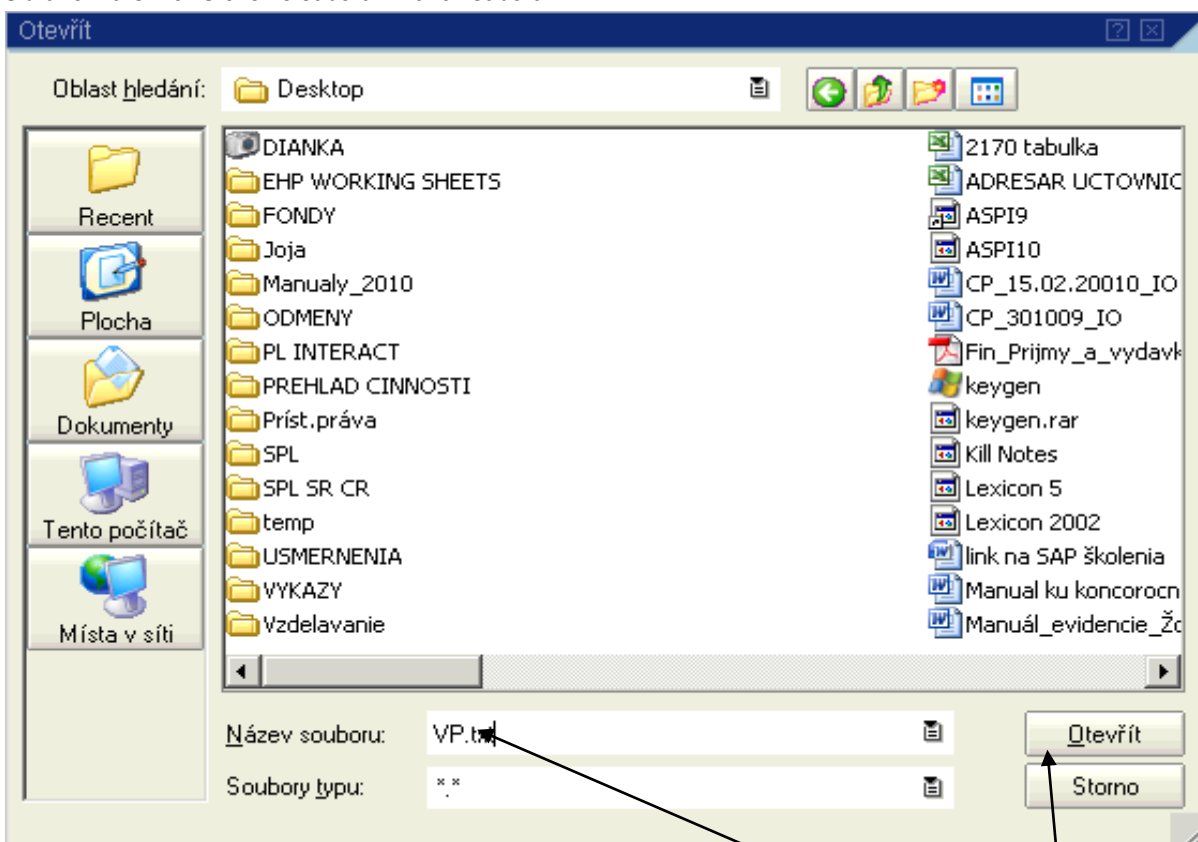 Otevřít
Oblast hledání: Desktop
Recent
Plocha
Dokumenty
Tento počítač
Místa v síti
DIANKA
EHP WORKING SHEETS
FONDY
Joja
Manualy_2010
ODMENY
PL INTERACT
PREHLAD CINNOSTI
Príst.práva
SPL
SPL SR CR
temp
USMERNENIA
VYKAZY
Vzdelavanie
2170 tabulka
ADRESAR UCTOVNIC
ASPI9
ASPI10
CP_15.02.20010_IO
CP_301009_IO
Fin_Prijmy_a_vydavk
keygen
keygen.rar
Kill Notes
Lexicon 5
Lexicon 2002
link na SAP školenia
Manual ku koncorocn
Manuál_evidencie_Žo
Název souboru: VP.txt
Otevřít
Soubory typu: *.*
Storno